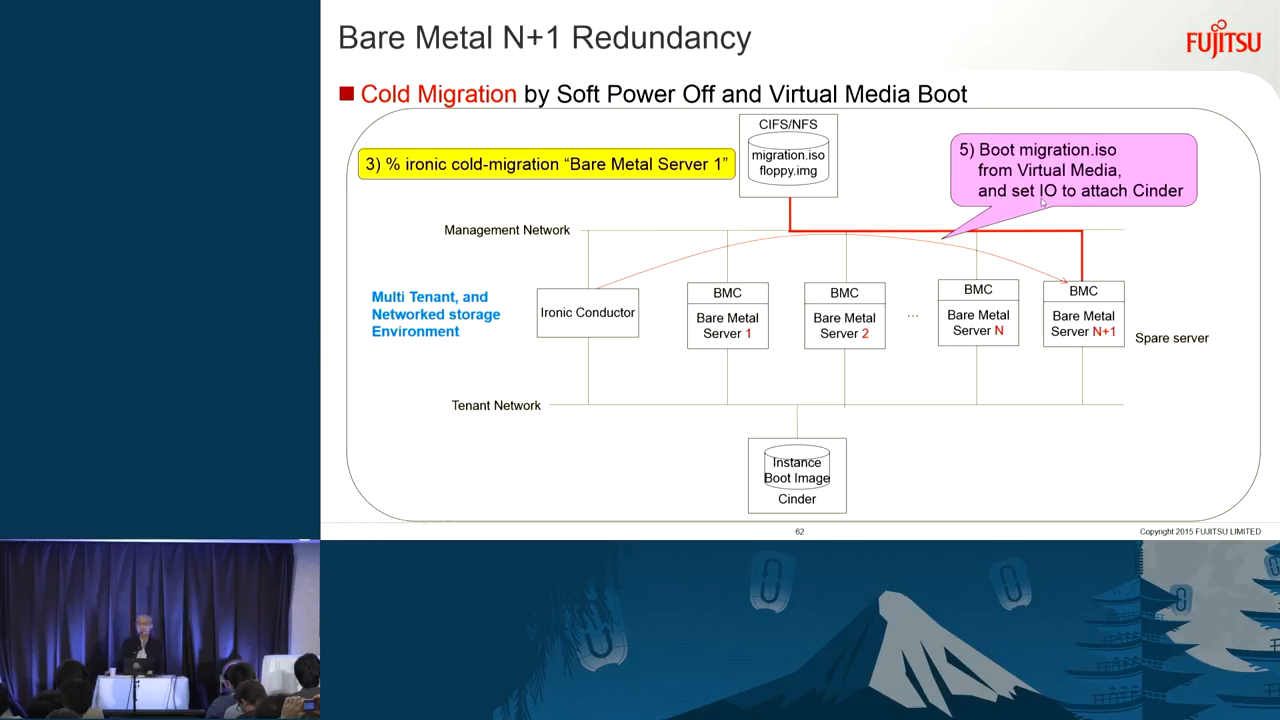 Bare Metal N+1 Redundancy
FUJITSU
Cold Migration by Soft Power Off and Virtual Media Boot
CIFS/NFS
migration.iso
floppy.img
3) % ironic cold-migration “Bare Metal Server 1”
5) Boot migration.iso
from Virtual Media,
and set IO to attach Cinder
Management Network
Multi Tenant, and
Networked storage
Environment
Ironic Conductor
BMC
Bare Metal
Server 1
BMC
Bare Metal
Server 2
...
BMC
Bare Metal
Server N
BMC
Bare Metal
Server N+1
Spare server
Tenant Network
Instance
Boot Image
Cinder
62
Copyright 2015 FUJITSU LIMITED